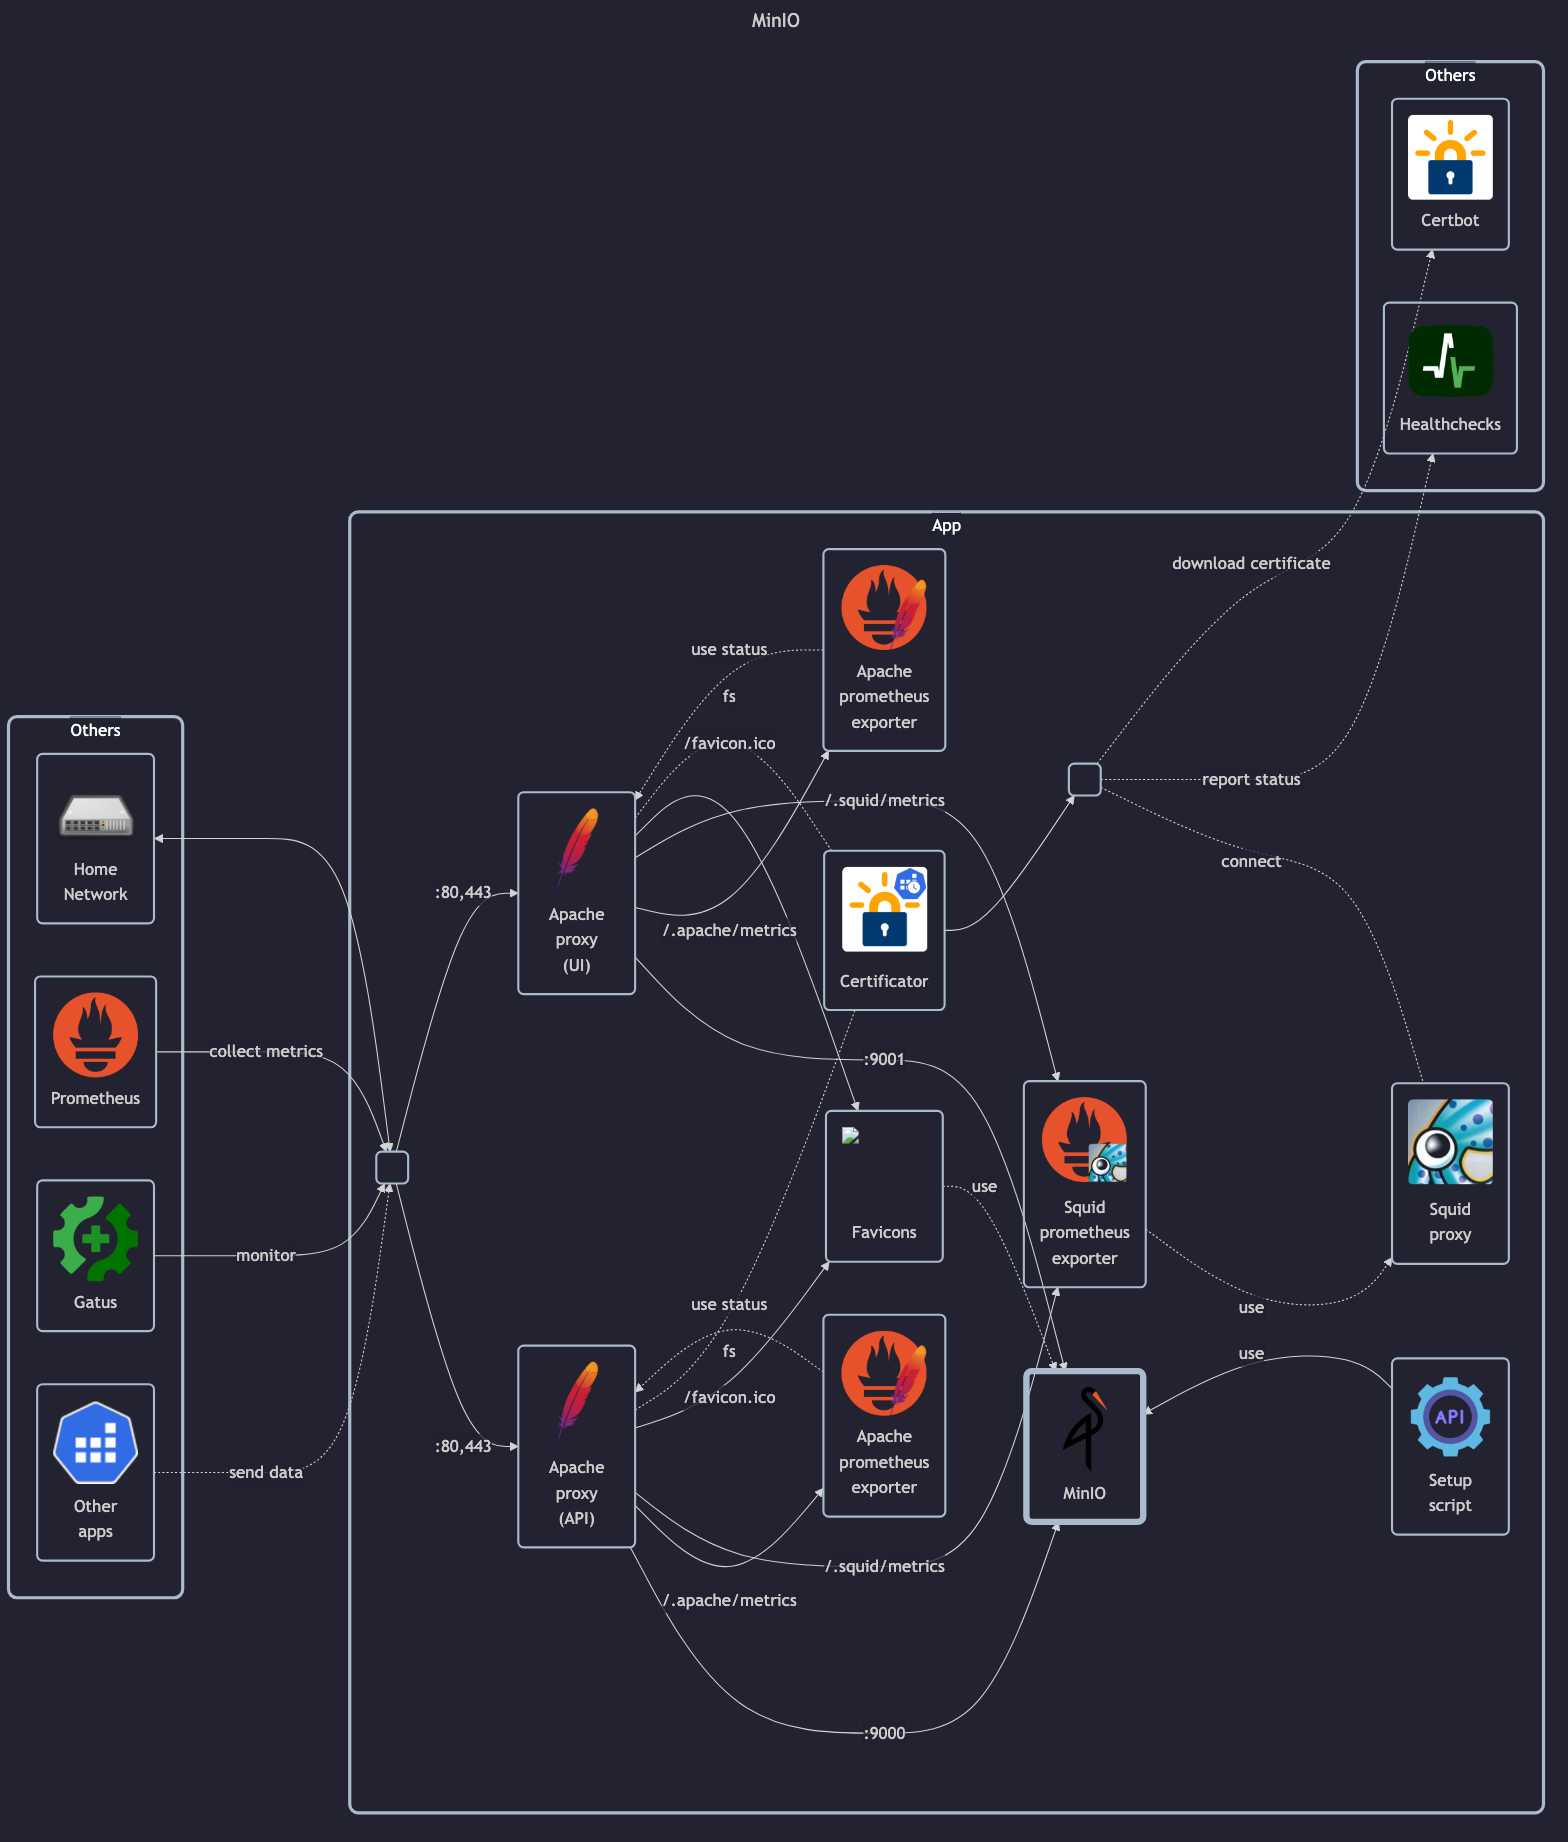 MinIO
Others
Certbot
Healthchecks
App
download certificate
use status
Apache
prometheus
exporter
fs
Others
/favicon.ico
report status
/.squid/metrics
connect
Home
Network
:80,443
Apache
proxy
(UI)
/.apache/metrics
Certificator
collect metrics
Prometheus
:9001
use
Squid
prometheus
exporter
Squid
proxy
Favicons
monitor
Gatus
use status
use
fs
use
/favicon.ico
API
:80,443
Apache
proxy
(API)
Apache
prometheus
exporter
MinIO
Setup
script
send data
Other
apps
/.squid/metrics
/.apache/metrics
:9000